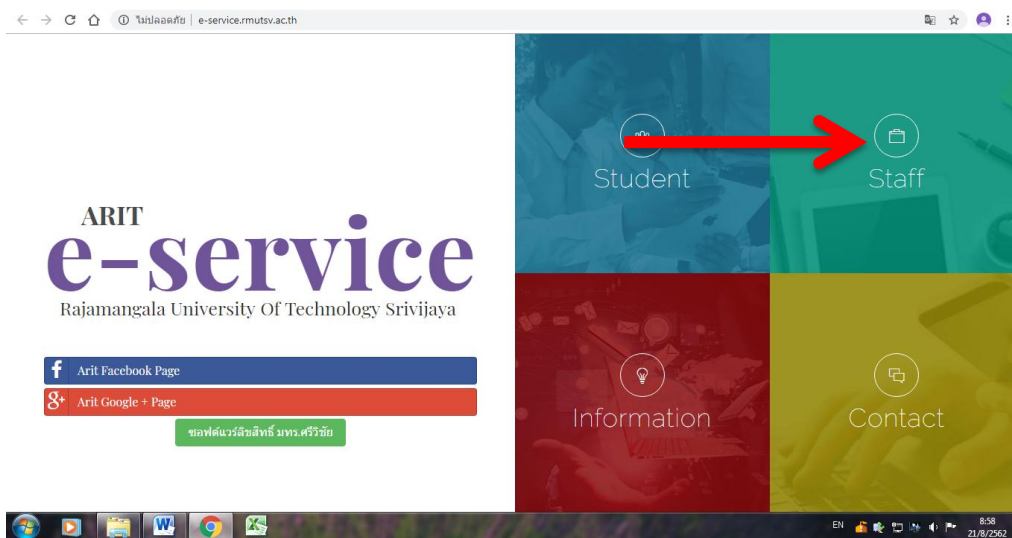 ไม่ปลอดภัย | e-service.rmutsv.ac.th
ARIT
e-service
Rajamangala University Of Technology Srivijaya
f Arit Facebook Page
8+ Arit Google + Page
ซอฟต์แวร์ลิขสิทธิ์ มทร.ศรีวิชัย
Student
Staff
Information
Contact
EN
8:58
21/8/2562